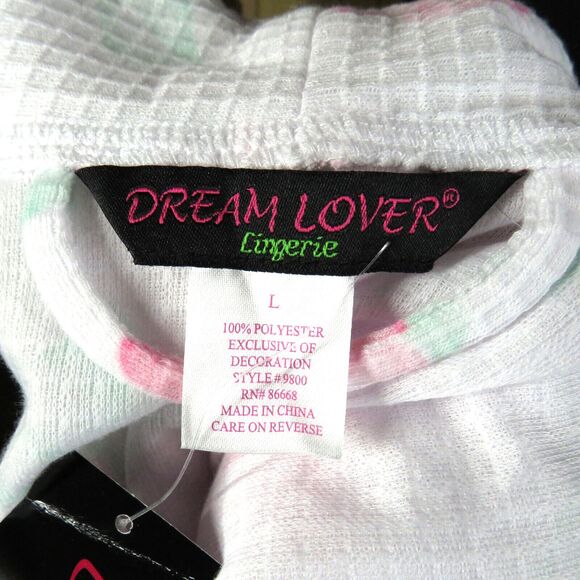 DREAM LOVER®
Lingerie
L
100% POLYESTER
EXCLUSIVE OF
DECORATION
STYLE # 9800
RN# 86668
MADE IN CHINA
CARE ON REVERSE